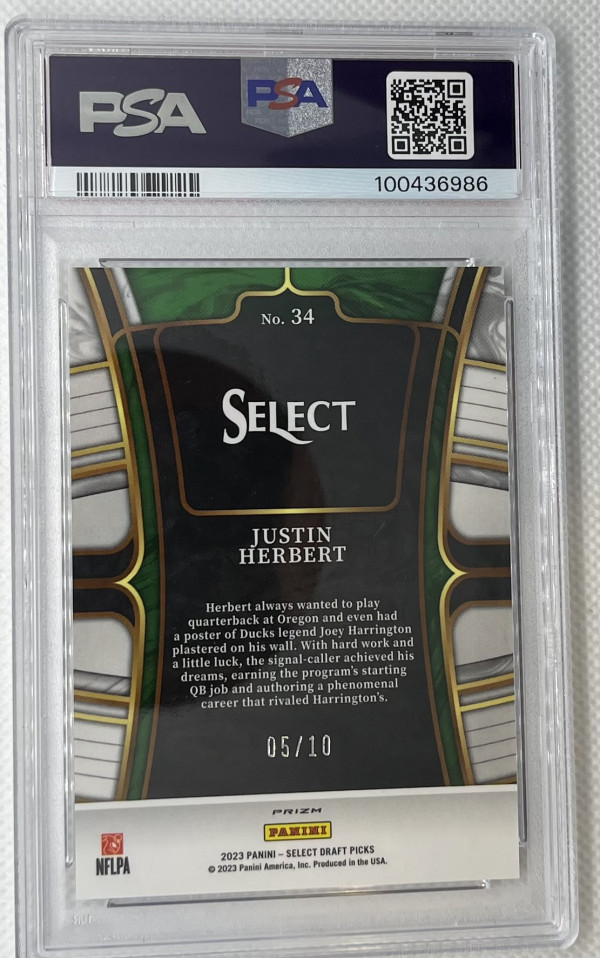 PSA
PSA
100436986
No. 34
SELECT
JUSTIN
HERBERT
Herbert always wanted to play
quarterback at Oregon and even had
a poster of Ducks legend Joey Harrington
plastered on his wall. With hard work and
a little luck, the signal-caller achieved his
dreams, earning the program's starting
QB job and authoring a phenomenal
career that rivaled Harrington's.
05/10
PRIZM
PANINI
NFLPA
2023 PANINI – SELECT DRAFT PICKS
© 2023 Panini America, Inc. Produced in the USA.